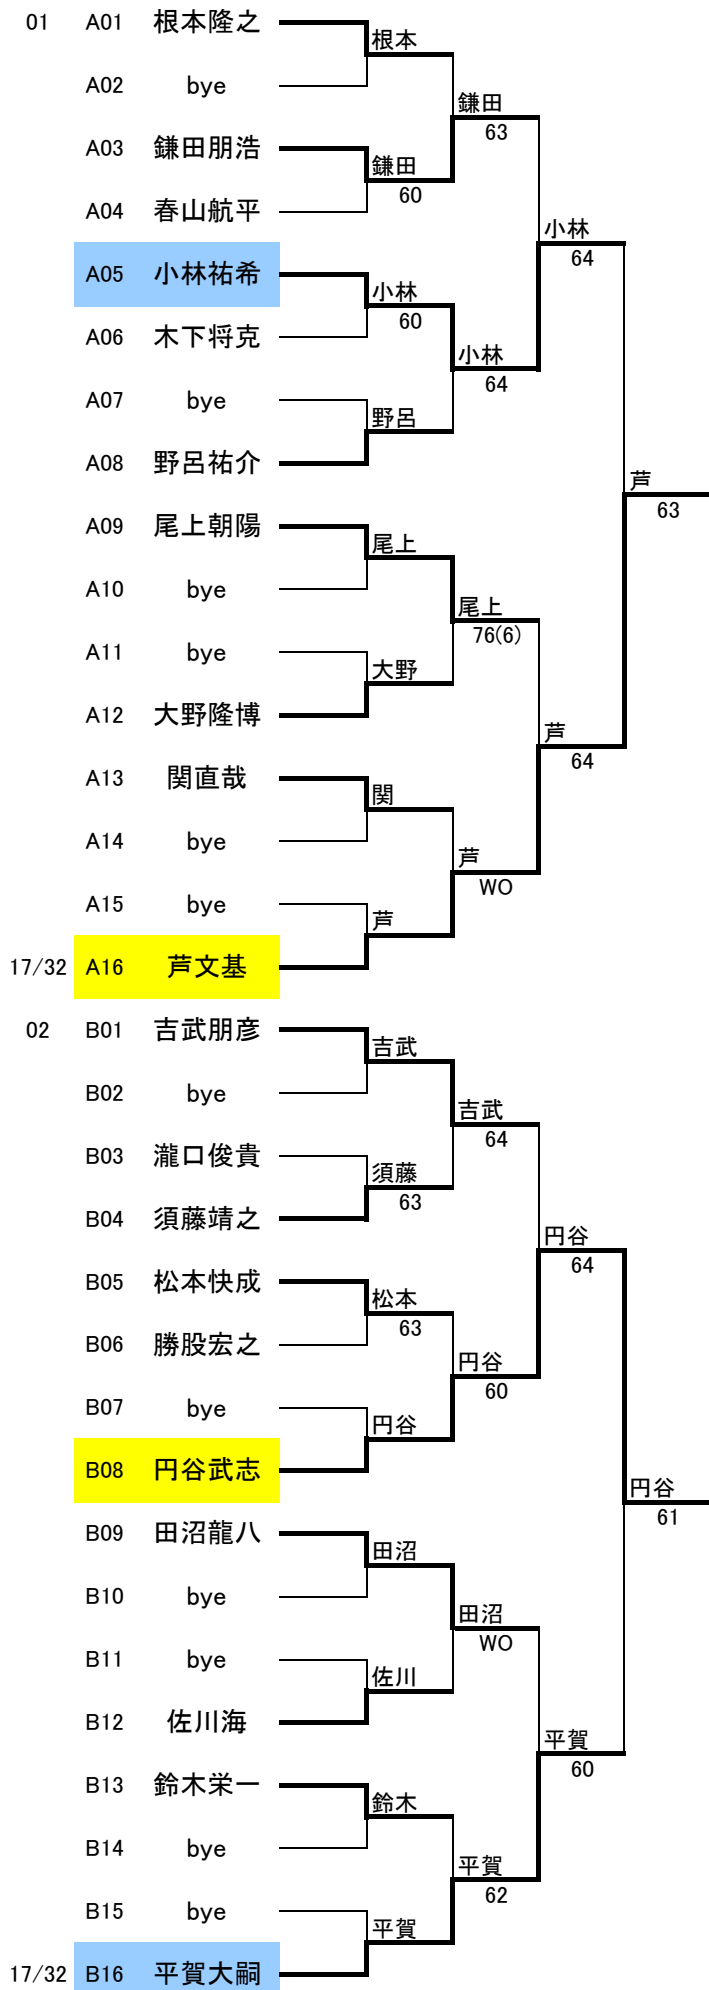 01 A01 根本隆之
根本
A02 bye
鎌田
63
A03 鎌田朋浩
鎌田
60
A04 春山航平
小林
64
A05 小林祐希
小林
60
A06 木下将克
小林
64
A07 bye
野呂
A08 野呂祐介
芦
63
A09 尾上朝陽
尾上
A10 bye
尾上
76(6)
A11 bye
大野
A12 大野隆博
芦
64
A13 関直哉
関
A14 bye
芦
WO
A15 bye
芦
17/32 A16 芦文基
02 B01 吉武朋彦
吉武
B02 bye
吉武
64
B03 瀧口俊貴
須藤
63
B04 須藤靖之
円谷
64
B05 松本快成
松本
63
B06 勝股宏之
円谷
60
B07 bye
円谷
B08 円谷武志
円谷
61
B09 田沼龍八
田沼
B10 bye
田沼
WO
B11 bye
佐川
B12 佐川海
平賀
60
B13 鈴木栄一
鈴木
B14 bye
平賀
62
B15 bye
平賀
17/32 B16 平賀大嗣